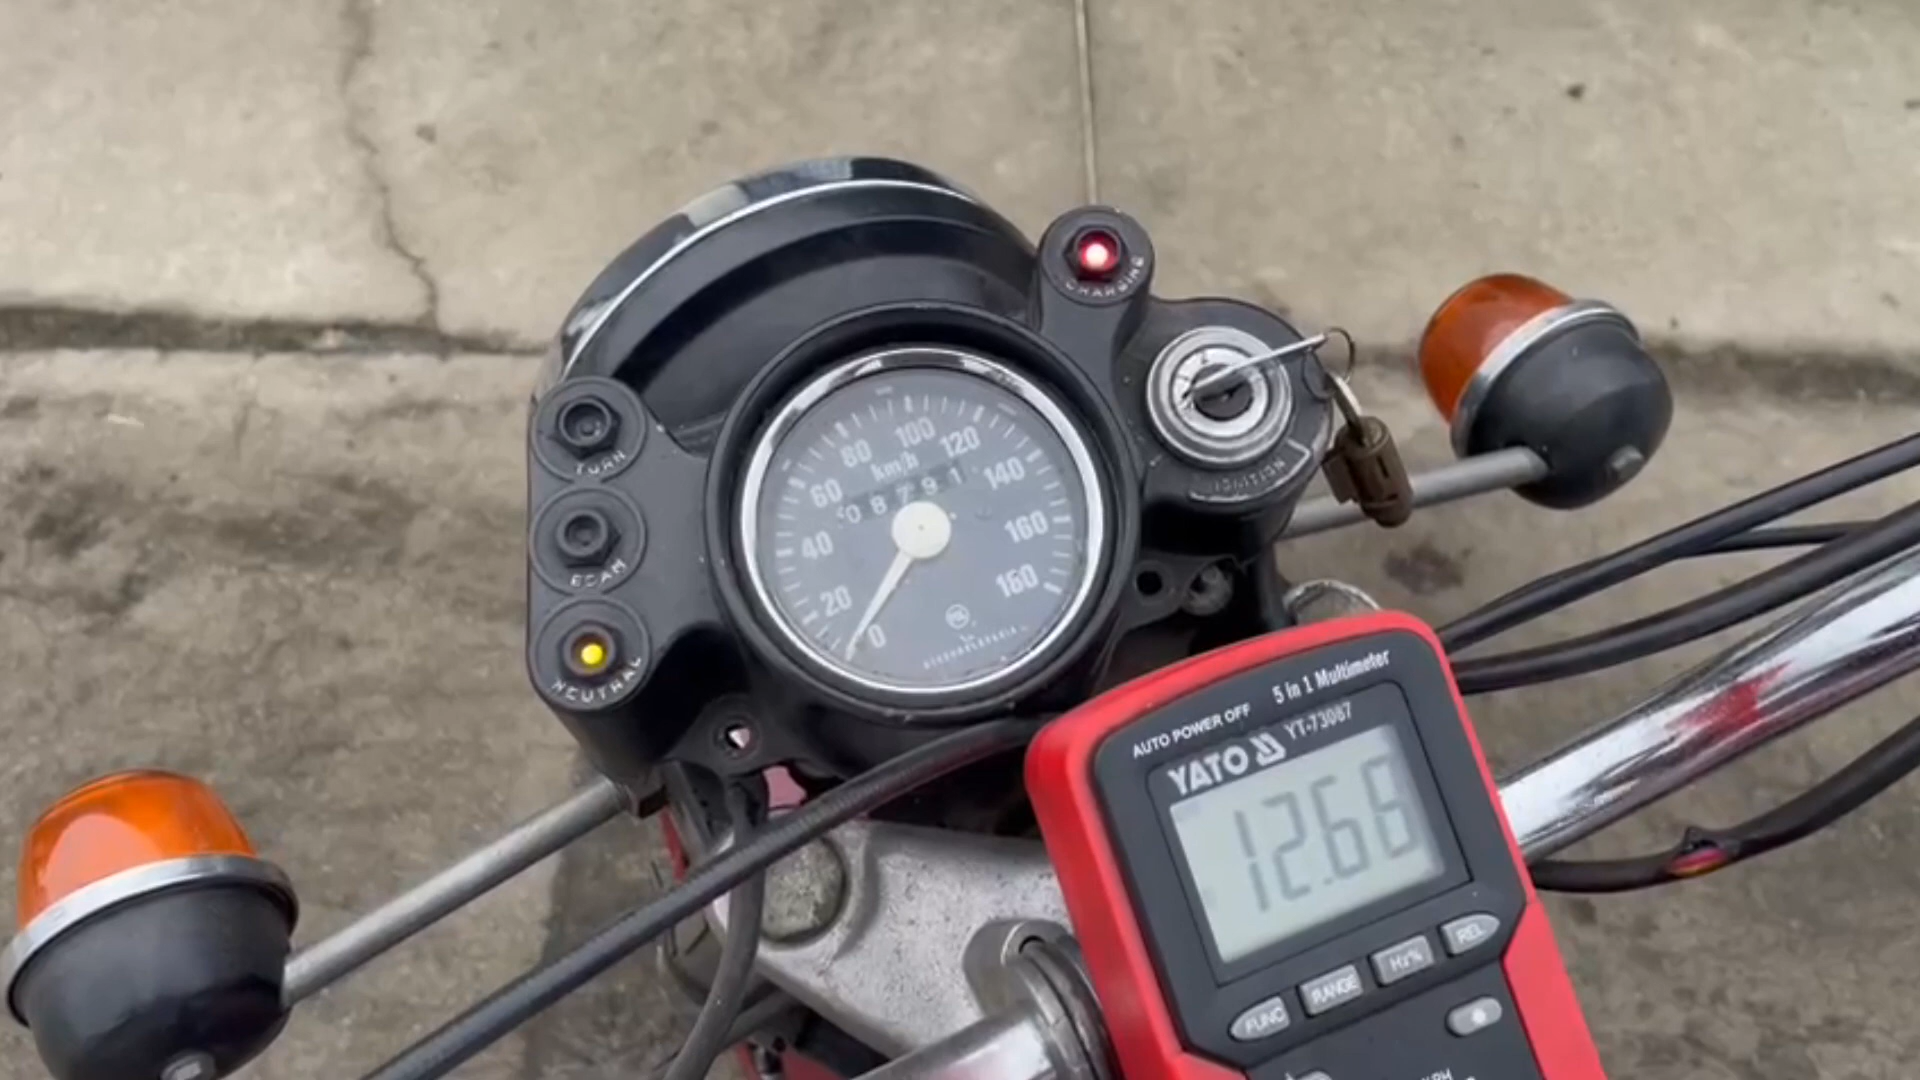 CHARGING
TURN
BEAM
NEUTRAL
IGNITION
0
20
40
60
80
100
120
140
160
km/h
0 8 7 9 1
5 in 1 Multimeter
AUTO POWER OFF
YATO
YT-73087
12.66
FUNC
RANGE
Hz%
REL